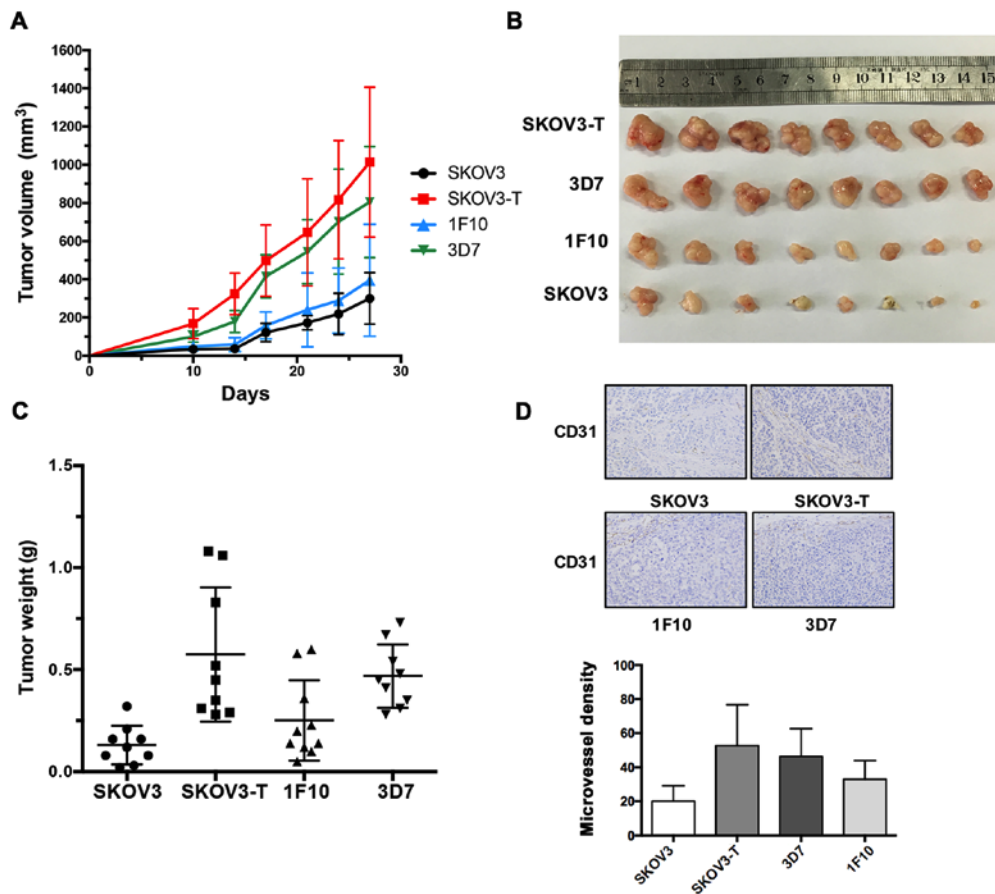 A
1600
1400
1200
1000
800
600
400
200
0
0
10
20
30
Tumor volume (mm³)
Days
SKOV3
SKOV3-T
1F10
3D7
B
1 2 3 4 5 6 7 8 9 10 11 12 13 14 15
SKOV3-T
3D7
1F10
SKOV3
C
1.5
1.0
0.5
0.0
Tumor weight (g)
SKOV3 SKOV3-T 1F10 3D7
D
CD31
SKOV3 SKOV3-T
CD31
1F10 3D7
100
80
60
40
20
0
Microvessel density
SKOV3
SKOV3-T
3D7
1F10